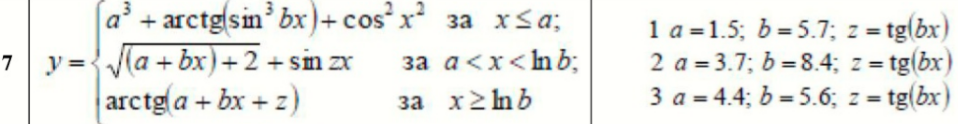 7 y = { a³ + arctg(sin³ bx) + cos² x² за x ≤ a;
√((a + bx) + 2) + sin zx за a < x < ln b;
arctg(a + bx + z) за x ≥ ln b
1 a = 1.5; b = 5.7; z = tg(bx)
2 a = 3.7; b = 8.4; z = tg(bx)
3 a = 4.4; b = 5.6; z = tg(bx)